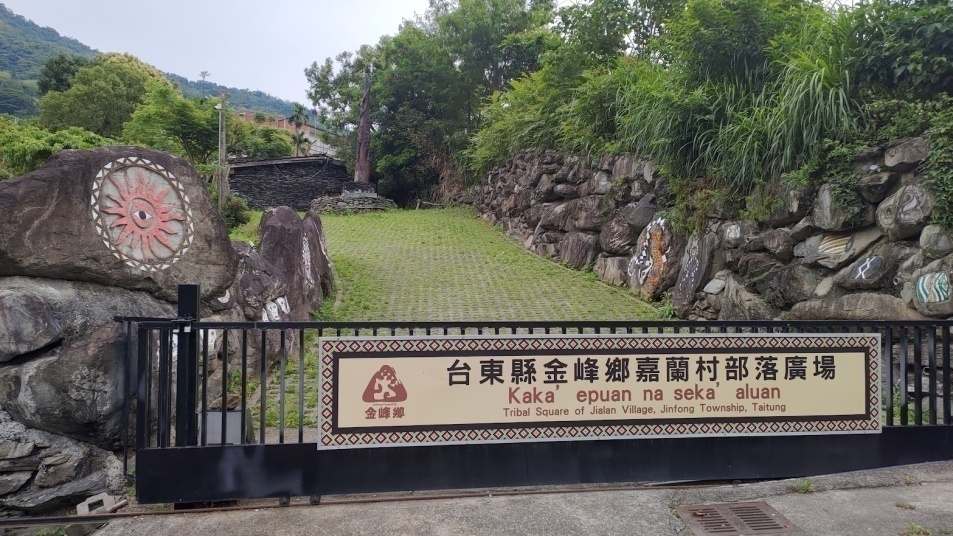 台東縣金峰鄉嘉蘭村部落廣場
Kaka' epuan na seka' aluan
Tribal Square of Jialan Village, Jinfong Township, Taitung
金峰鄉